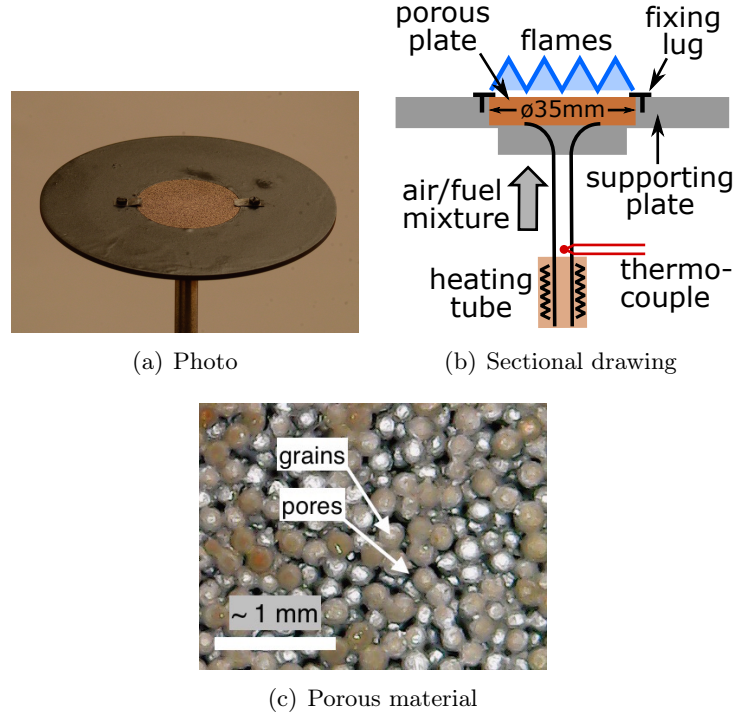 porous
plate
flames
fixing
lug
ø35mm
air/fuel
mixture
supporting
plate
heating
tube
thermo-
couple
(a) Photo
(b) Sectional drawing
grains
pores
~ 1 mm
(c) Porous material